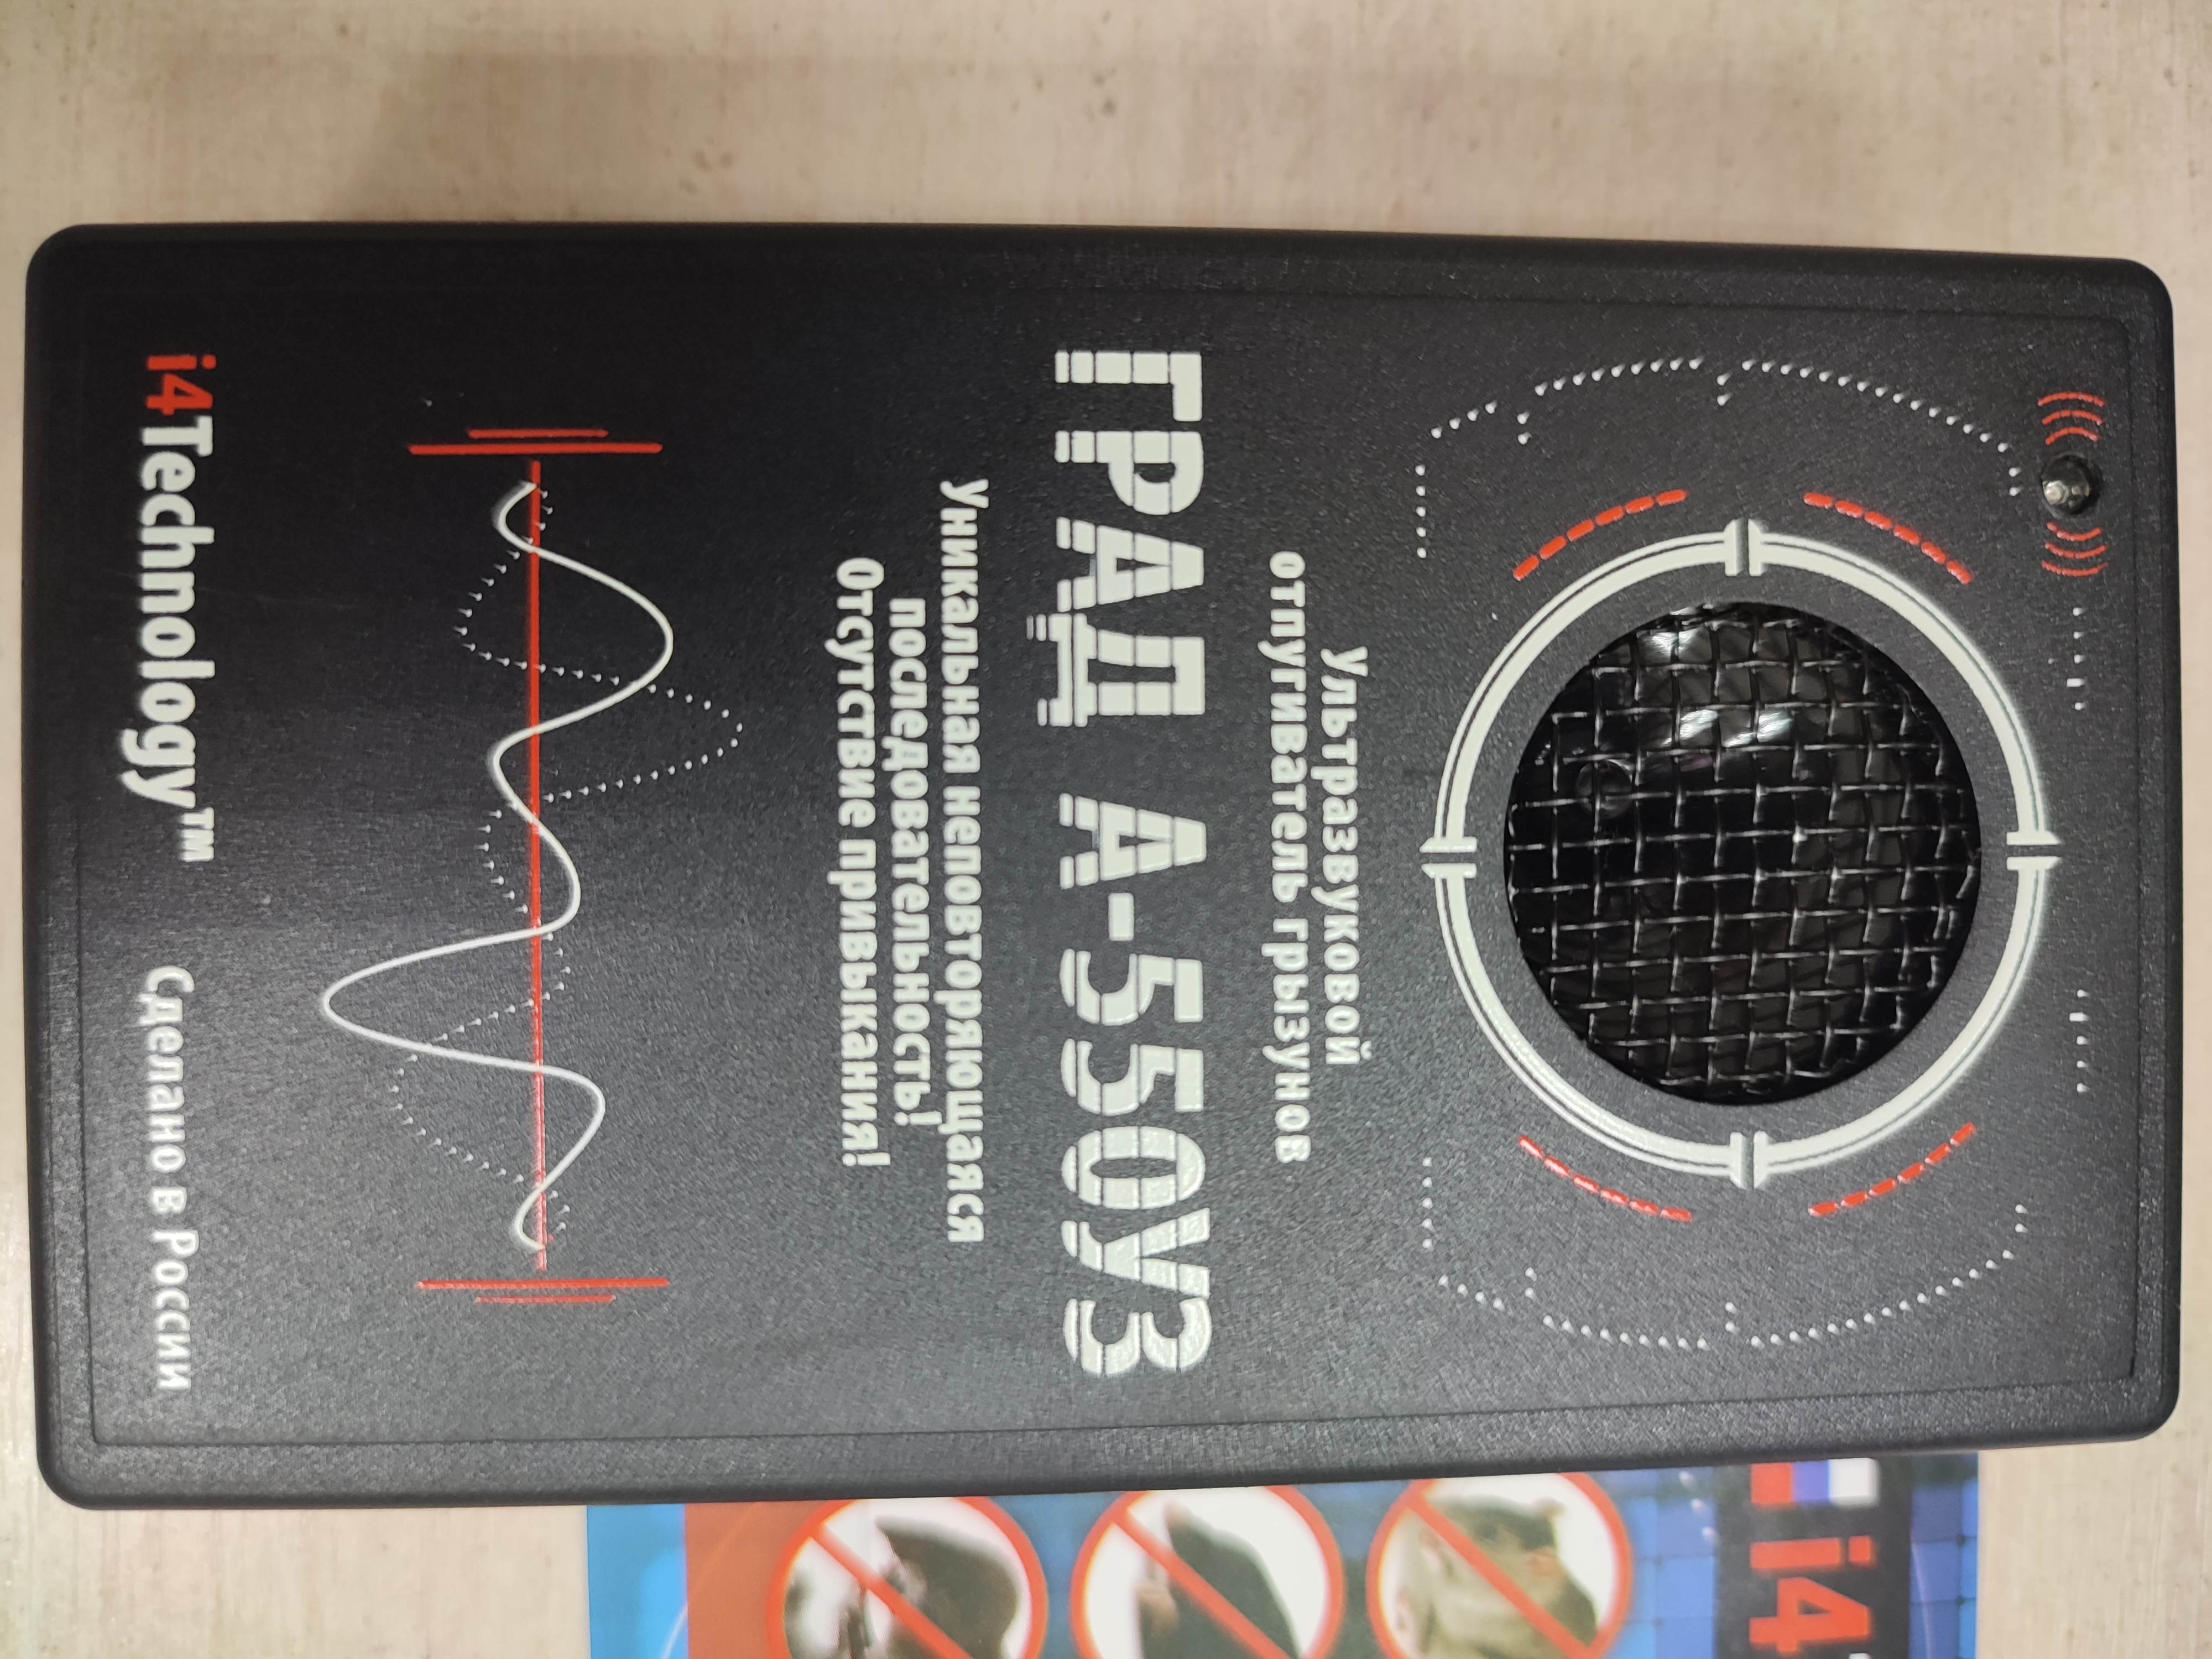 Ультразвуковой
отпугиватель грызунов
ГРАД А-550УЗ
Уникальная неповторяющаяся
последовательность!
Отсутствие привыкания!
i4Technology™ Сделано в России
i4